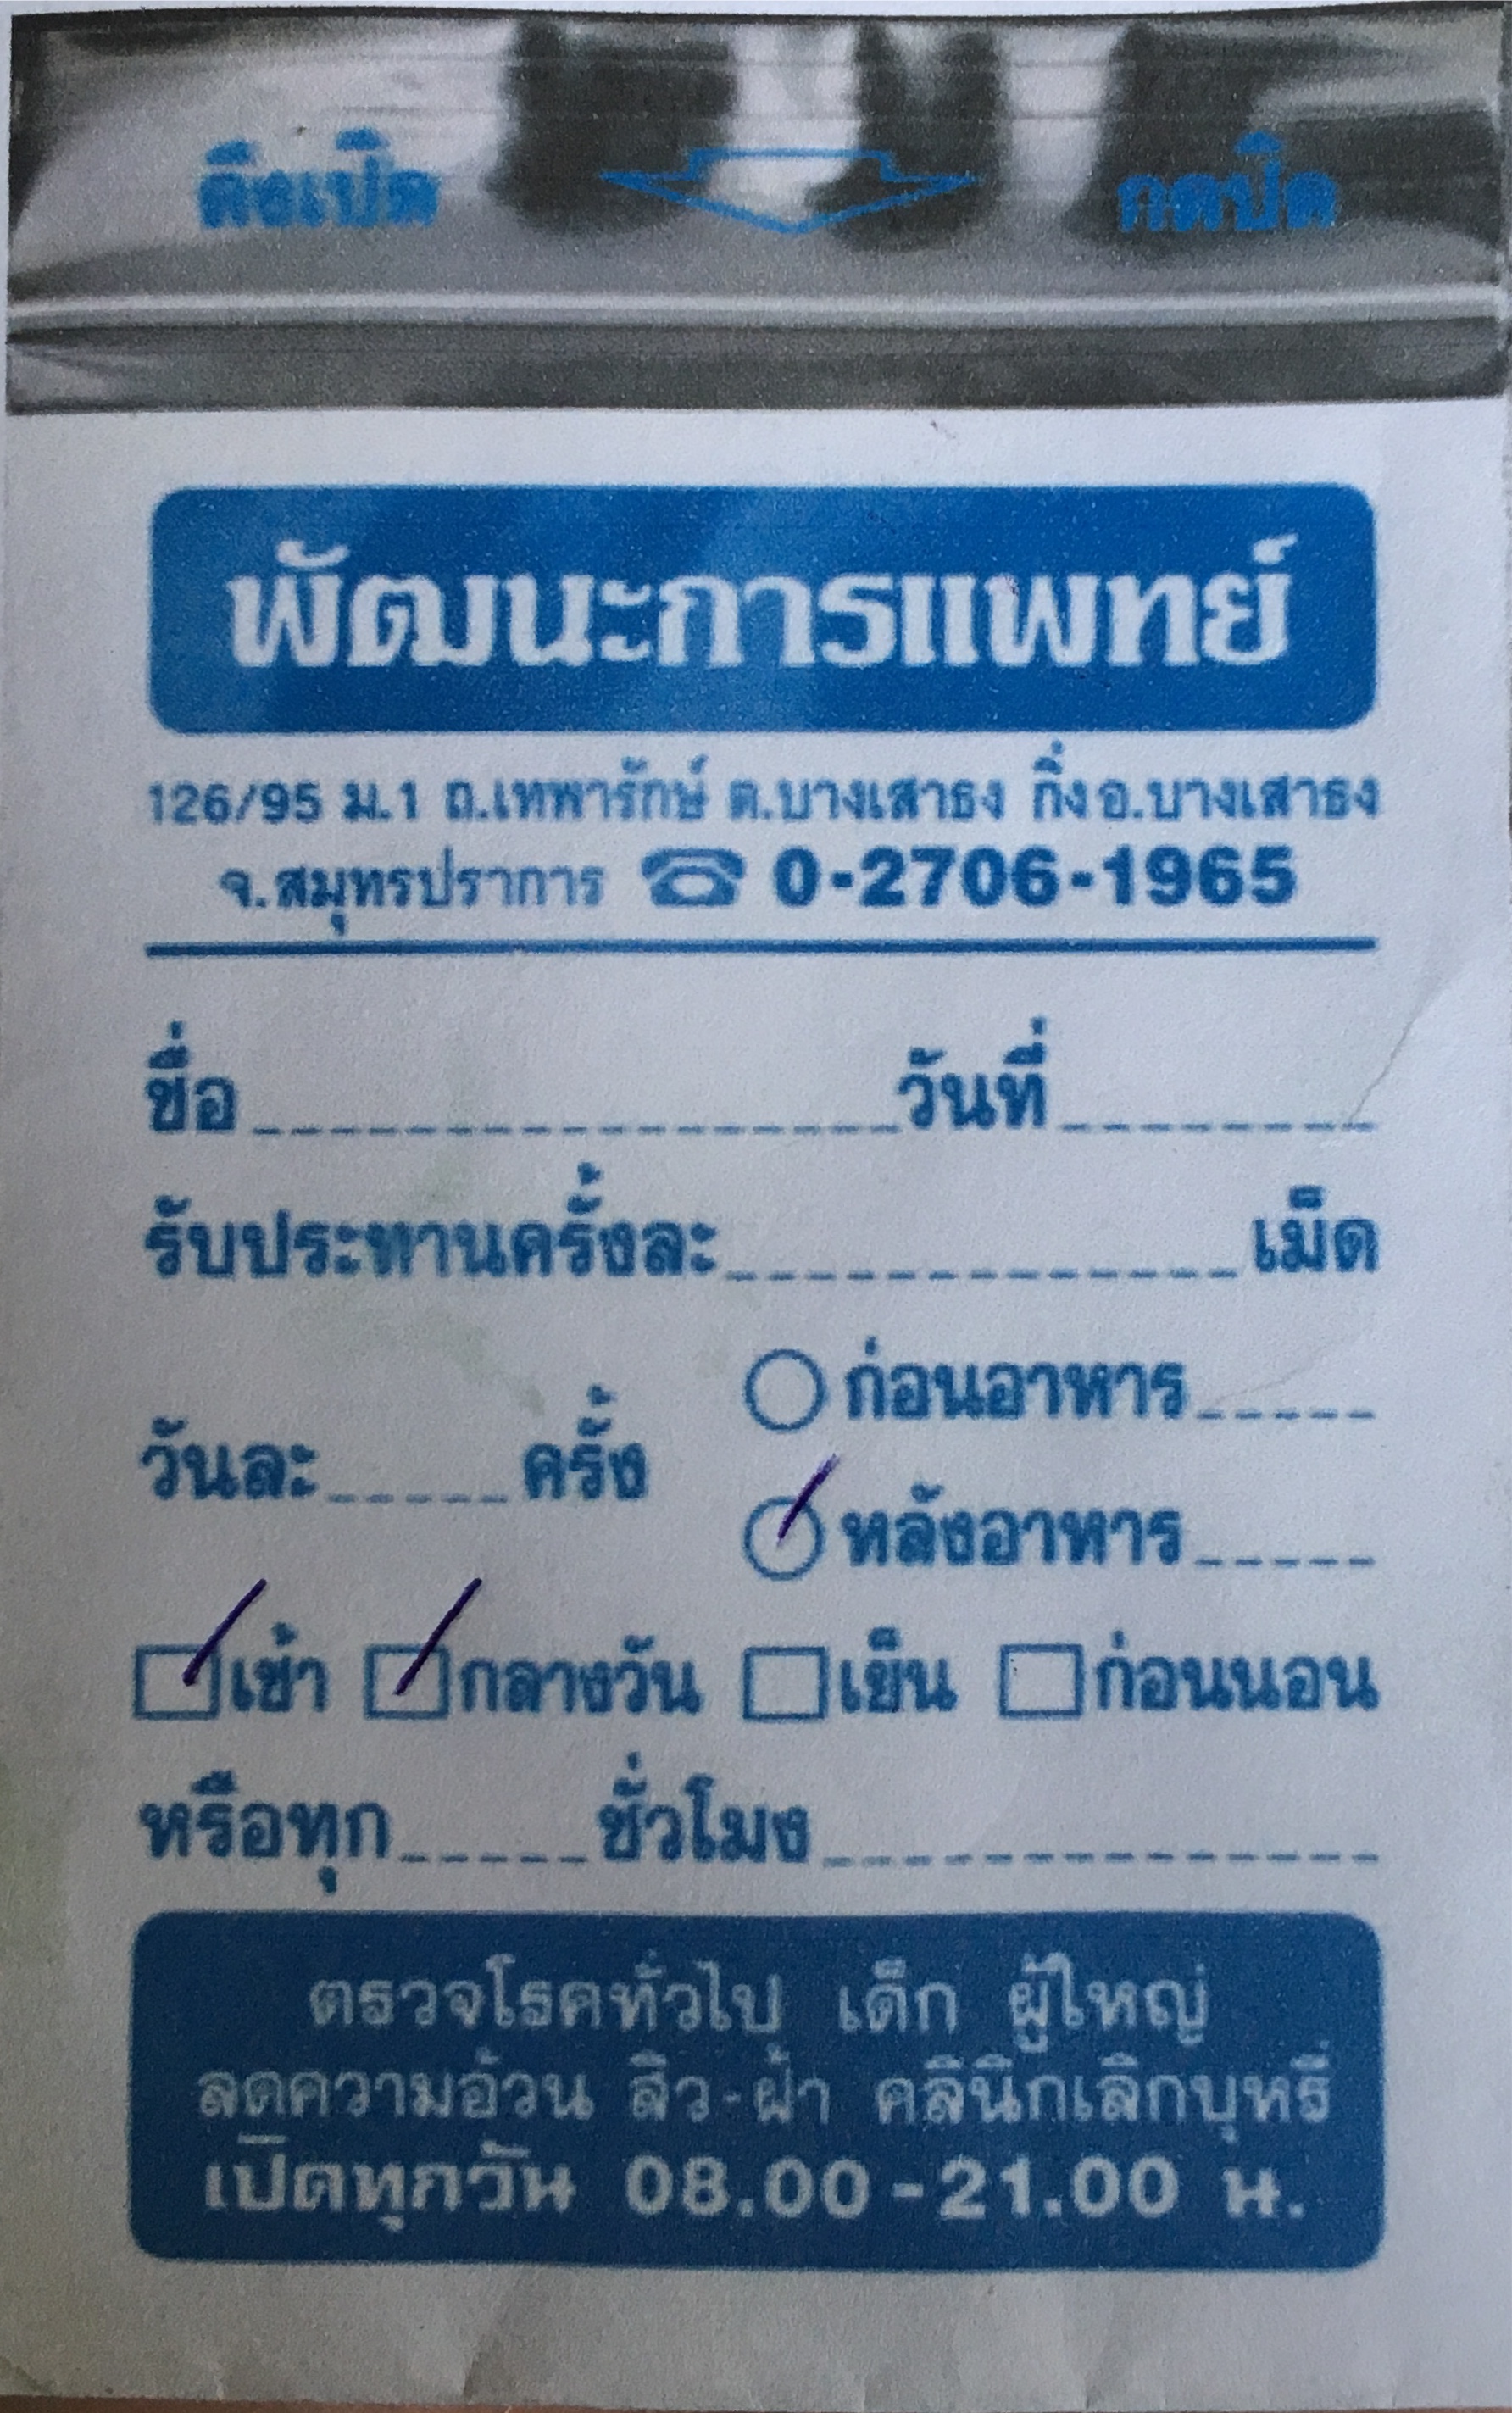 ดึงเปิด กดปิด
พัฒนะการแพทย์
126/95 ม.1 ถ.เทพารักษ์ ต.บางเสาธง กิ่งอ.บางเสาธง
จ.สมุทรปราการ ☎ 0-2706-1965
ชื่อ____________________วันที่__________
รับประทานครั้งละ________________เม็ด
ก่อนอาหาร_____
วันละ_____ครั้ง
หลังอาหาร_____
เช้า กลางวัน เย็น ก่อนนอน
หรือทุก_____ชั่วโมง________________
ตรวจโรคทั่วไป เด็ก ผู้ใหญ่
ลดความอ้วน สิว-ฝ้า คลินิกเลิกบุหรี่
เปิดทุกวัน 08.00-21.00 น.